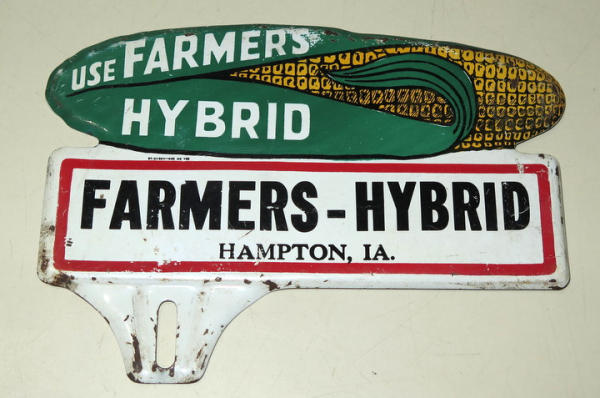 USE FARMERS
HYBRID
FARMERS-HYBRID
HAMPTON, IA.